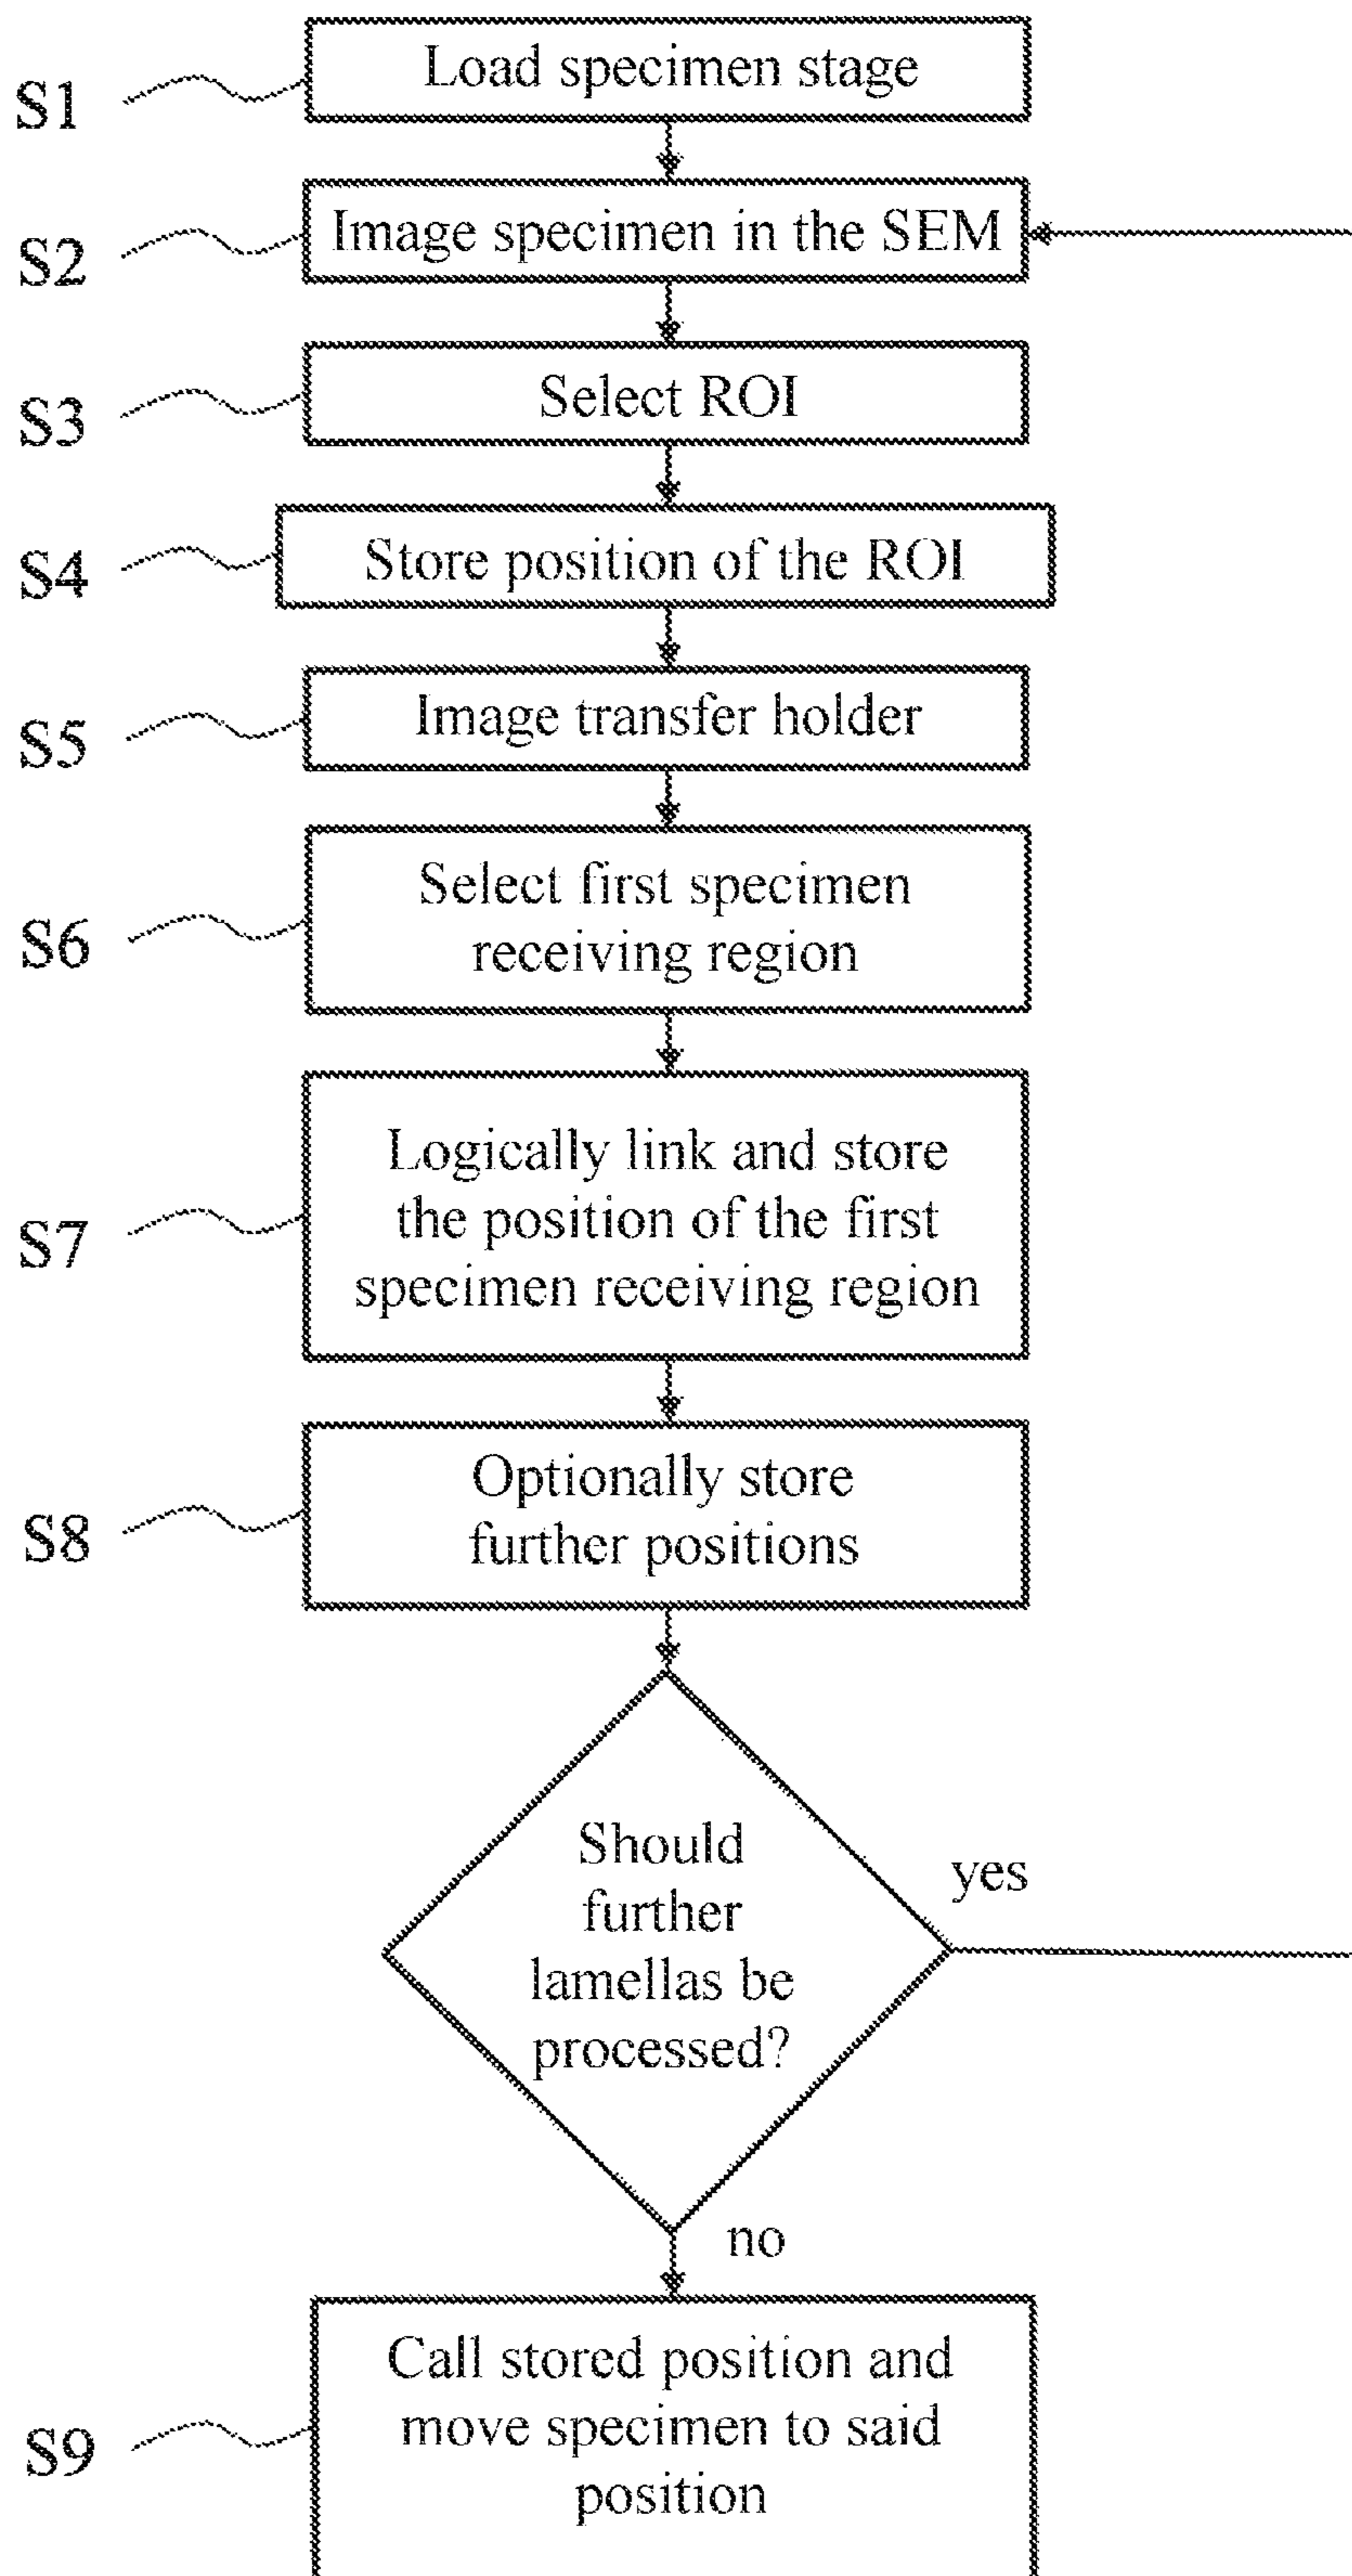 S1
Load specimen stage
S2
Image specimen in the SEM
S3
Select ROI
S4
Store position of the ROI
S5
Image transfer holder
S6
Select first specimen
receiving region
S7
Logically link and store
the position of the first
specimen receiving region
S8
Optionally store
further positions
Should
further
lamellas be
processed?
yes
no
S9
Call stored position and
move specimen to said
position